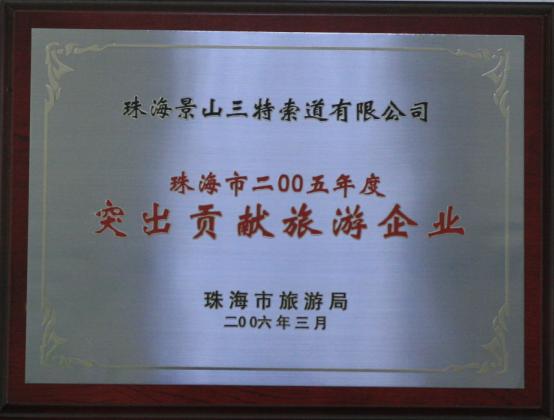 珠海景山三特索道有限公司
珠海市二00五年度
突出贡献旅游企业
珠海市旅游局
二00六年三月